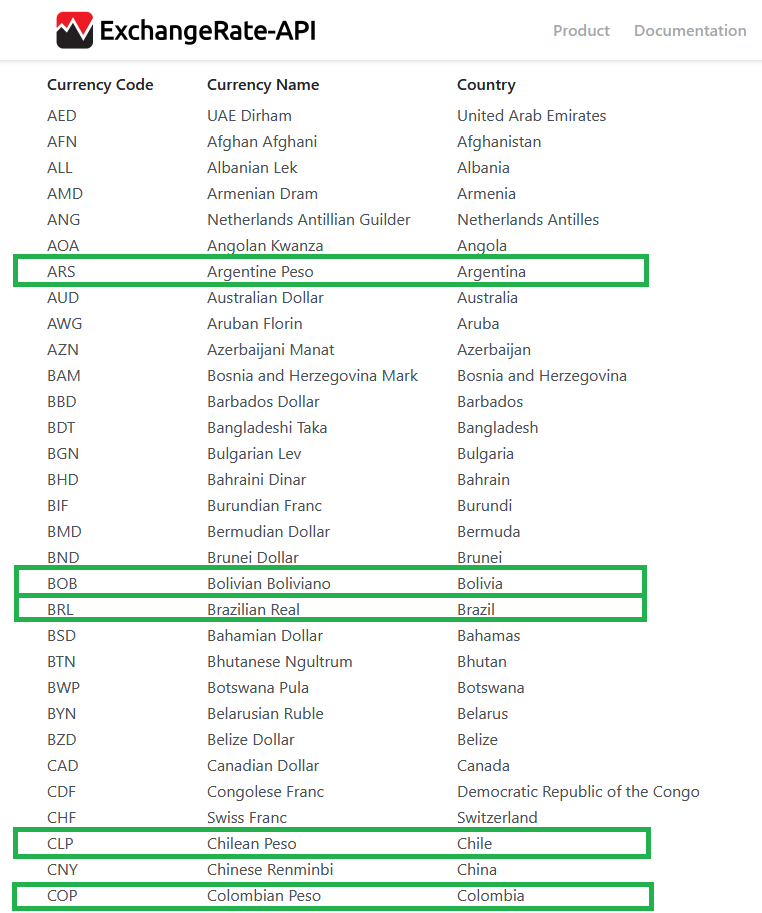 ExchangeRate-API Product Documentation
Currency Code Currency Name Country
AED UAE Dirham United Arab Emirates
AFN Afghan Afghani Afghanistan
ALL Albanian Lek Albania
AMD Armenian Dram Armenia
ANG Netherlands Antillian Guilder Netherlands Antilles
AOA Angolan Kwanza Angola
ARS Argentine Peso Argentina
AUD Australian Dollar Australia
AWG Aruban Florin Aruba
AZN Azerbaijani Manat Azerbaijan
BAM Bosnia and Herzegovina Mark Bosnia and Herzegovina
BBD Barbados Dollar Barbados
BDT Bangladeshi Taka Bangladesh
BGN Bulgarian Lev Bulgaria
BHD Bahraini Dinar Bahrain
BIF Burundian Franc Burundi
BMD Bermudian Dollar Bermuda
BND Brunei Dollar Brunei
BOB Bolivian Boliviano Bolivia
BRL Brazilian Real Brazil
BSD Bahamian Dollar Bahamas
BTN Bhutanese Ngultrum Bhutan
BWP Botswana Pula Botswana
BYN Belarusian Ruble Belarus
BZD Belize Dollar Belize
CAD Canadian Dollar Canada
CDF Congolese Franc Democratic Republic of the Congo
CHF Swiss Franc Switzerland
CLP Chilean Peso Chile
CNY Chinese Renminbi China
COP Colombian Peso Colombia